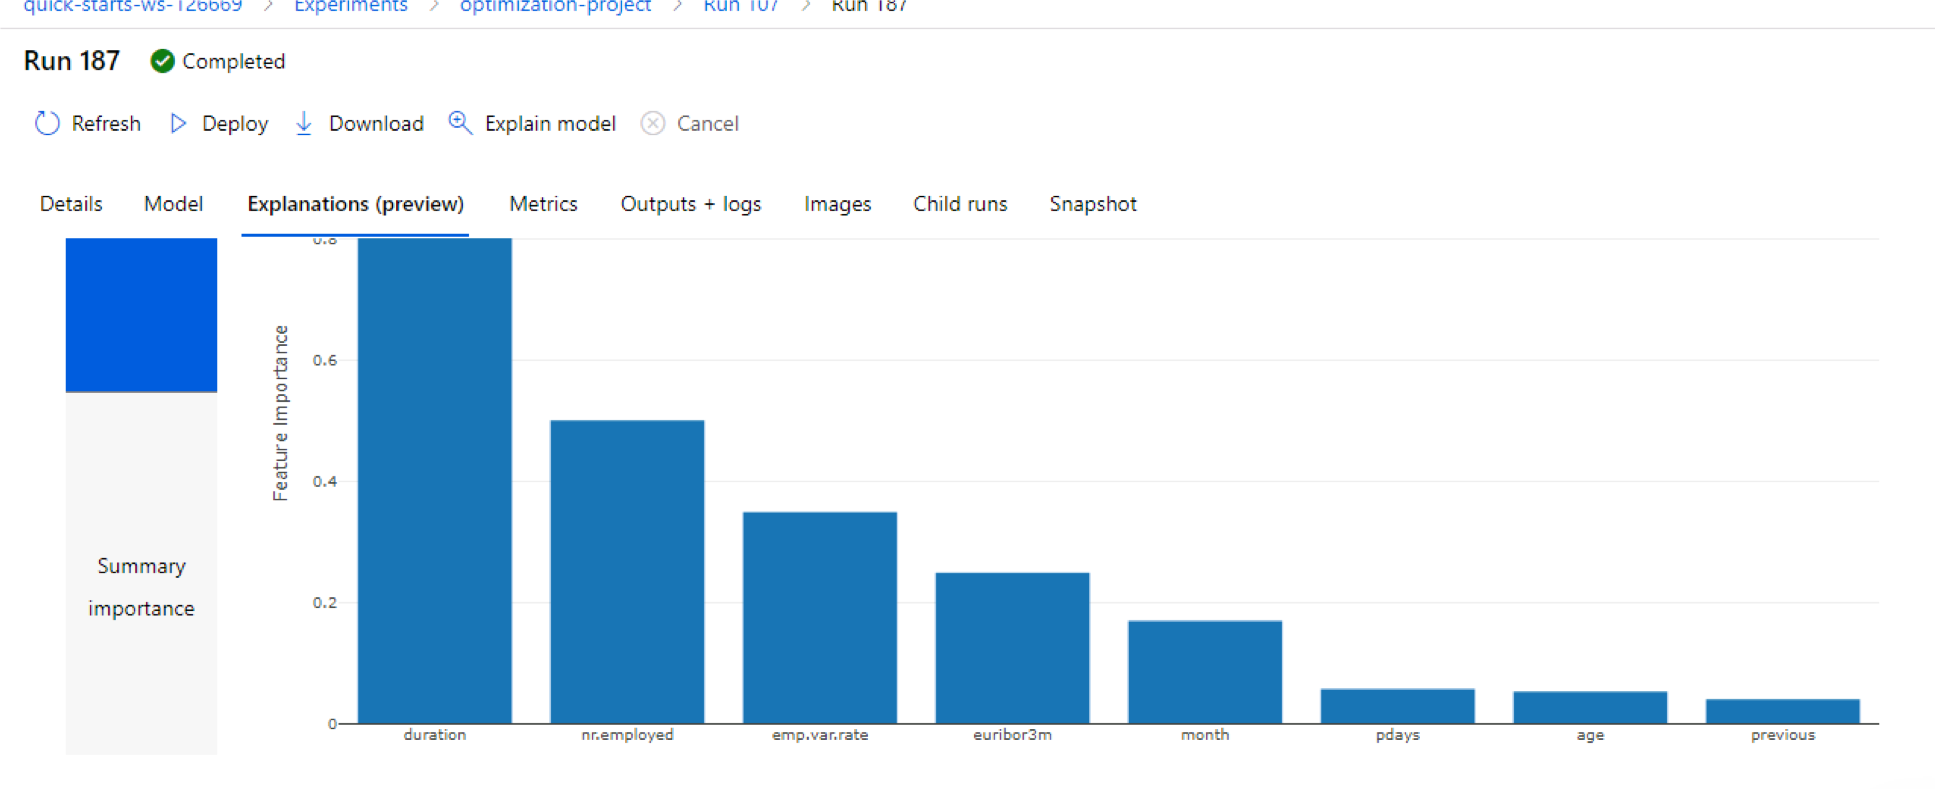 quick-starts-ws-126669 > Experiments > optimization-project > Run 107 > Run 187
Run 187 Completed
Refresh Deploy Download Explain model Cancel
Details Model Explanations (preview) Metrics Outputs + logs Images Child runs Snapshot
0.8
0.6
0.4
0.2
0
Feature Importance
Summary
importance
duration nr.employed emp.var.rate euribor3m month pdays age previous